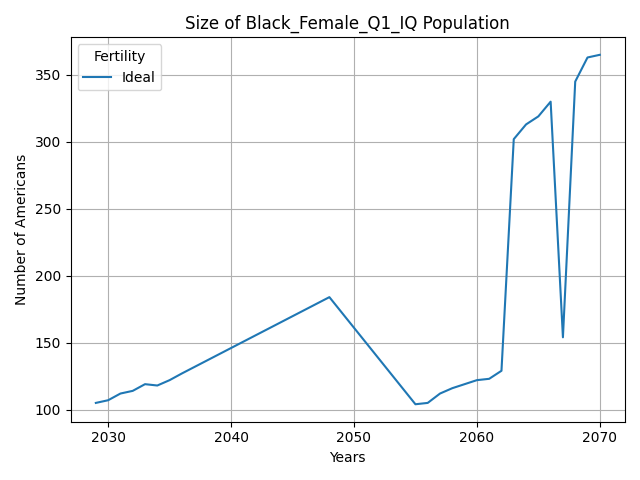 Size of Black_Female_Q1_IQ Population
Fertility
Ideal
Number of Americans
350
300
250
200
150
100
2030
2040
2050
2060
2070
Years